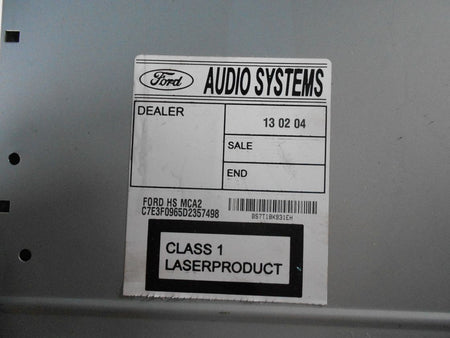 Ford AUDIO SYSTEMS
DEALER
13 02 04
SALE
END
FORD HS MCA2
C7E3F0965D2357498
CLASS 1
LASERPRODUCT